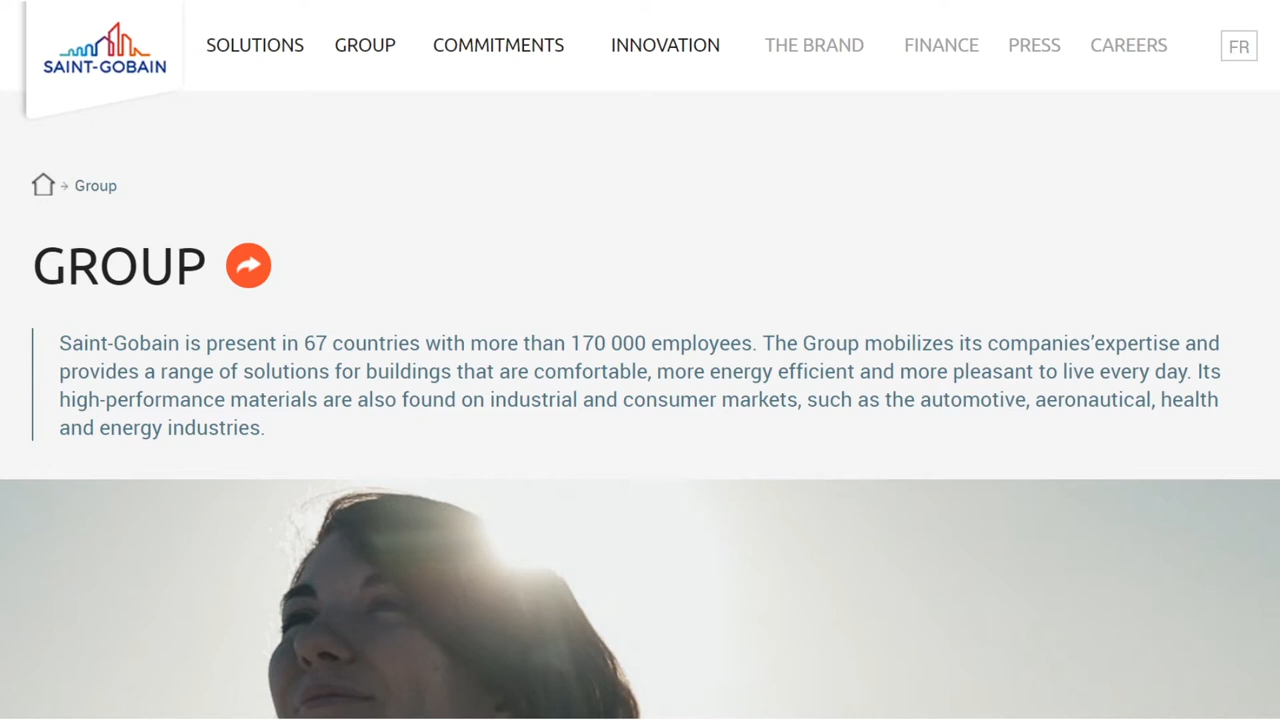 SAINT-GOBAIN
SOLUTIONS GROUP COMMITMENTS INNOVATION THE BRAND FINANCE PRESS CAREERS FR
Group
GROUP
Saint-Gobain is present in 67 countries with more than 170 000 employees. The Group mobilizes its companies’expertise and
provides a range of solutions for buildings that are comfortable, more energy efficient and more pleasant to live every day. Its
high-performance materials are also found on industrial and consumer markets, such as the automotive, aeronautical, health
and energy industries.